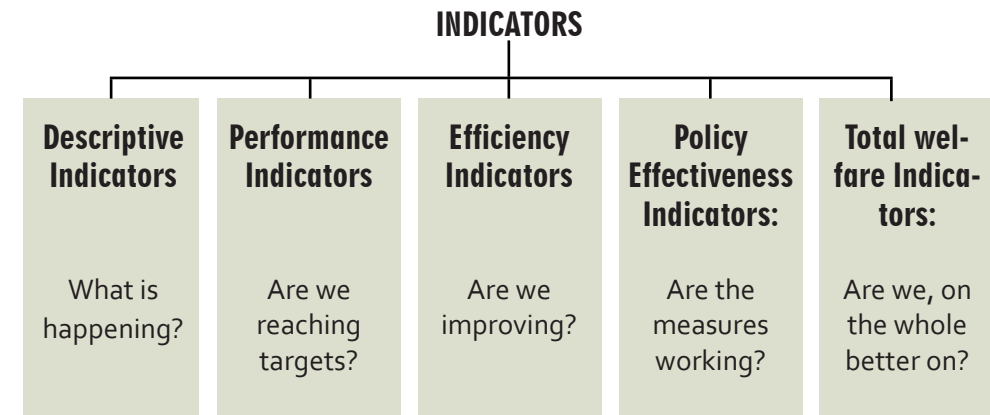 INDICATORS
Descriptive
Indicators
What is
happening?
Performance
Indicators
Are we
reaching
targets?
Efficiency
Indicators
Are we
improving?
Policy
Effectiveness
Indicators:
Are the
measures
working?
Total wel-
fare Indica-
tors:
Are we, on
the whole
better on?